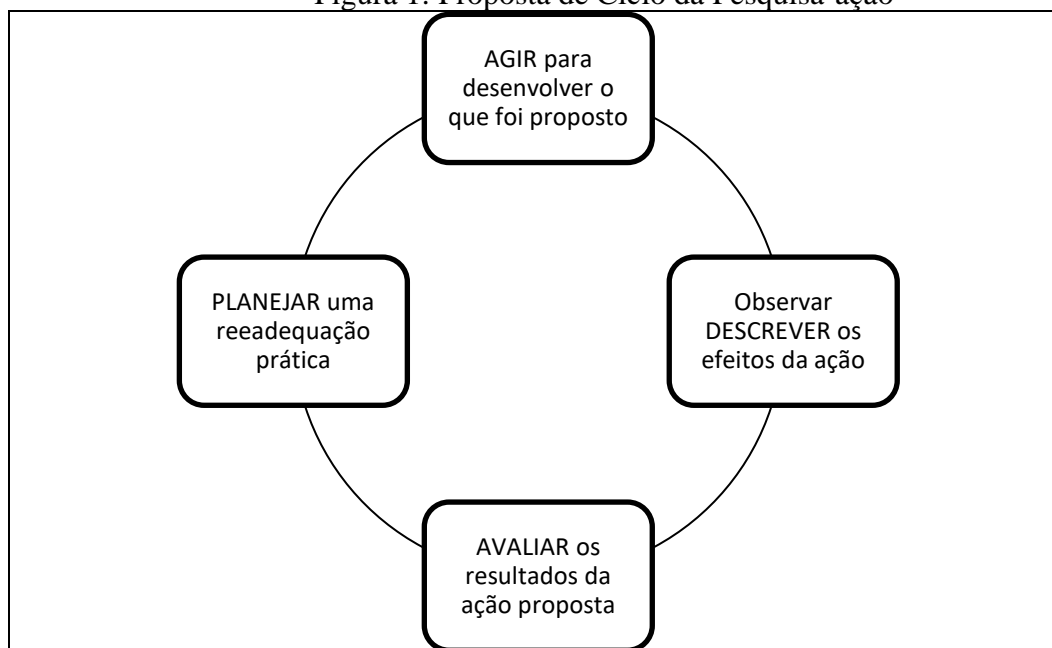 Figura 1: Proposta de Ciclo da Pesquisa-ação
AGIR para
desenvolver o
que foi proposto
PLANEJAR uma
reeadequação
prática
Observar
DESCREVER os
efeitos da ação
AVALIAR os
resultados da
ação proposta